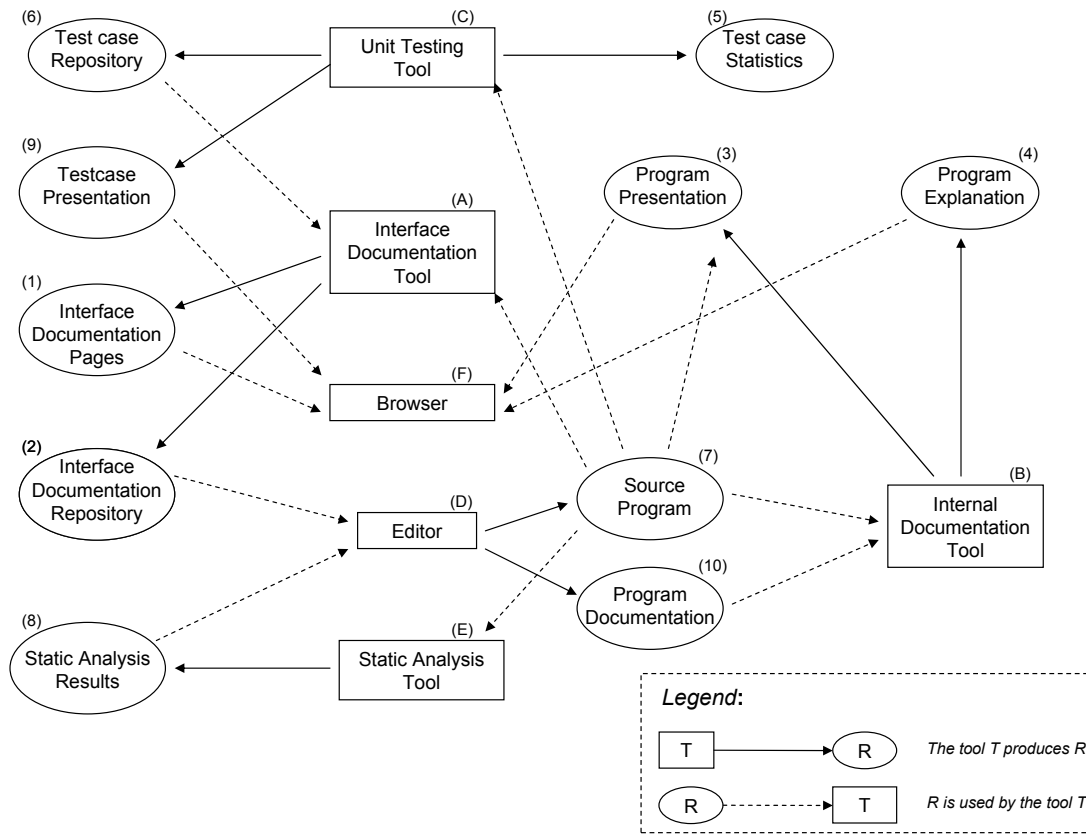 (6)
Test case
Repository
(C)
Unit Testing
Tool
(5)
Test case
Statistics
(9)
Testcase
Presentation
(A)
Interface
Documentation
Tool
(3)
Program
Presentation
(4)
Program
Explanation
(1)
Interface
Documentation
Pages
(F)
Browser
(2)
Interface
Documentation
Repository
(D)
Editor
(7)
Source
Program
(B)
Internal
Documentation
Tool
(10)
Program
Documentation
(8)
Static Analysis
Results
(E)
Static Analysis
Tool
Legend:
T
R
The tool T produces R
R
T
R is used by the tool T